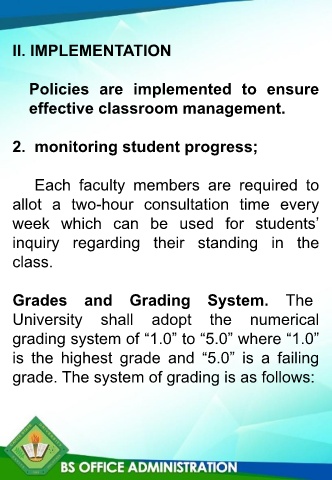 II. IMPLEMENTATION
Policies are implemented to ensure
effective classroom management.
2. monitoring student progress;
Each faculty members are required to
allot a two-hour consultation time every
week which can be used for students'
inquiry regarding their standing in the
class.
Grades and Grading System. The
University shall adopt the numerical
grading system of “1.0” to “5.0” where “1.0”
is the highest grade and “5.0” is a failing
grade. The system of grading is as follows:
BS OFFICE ADMINISTRATION